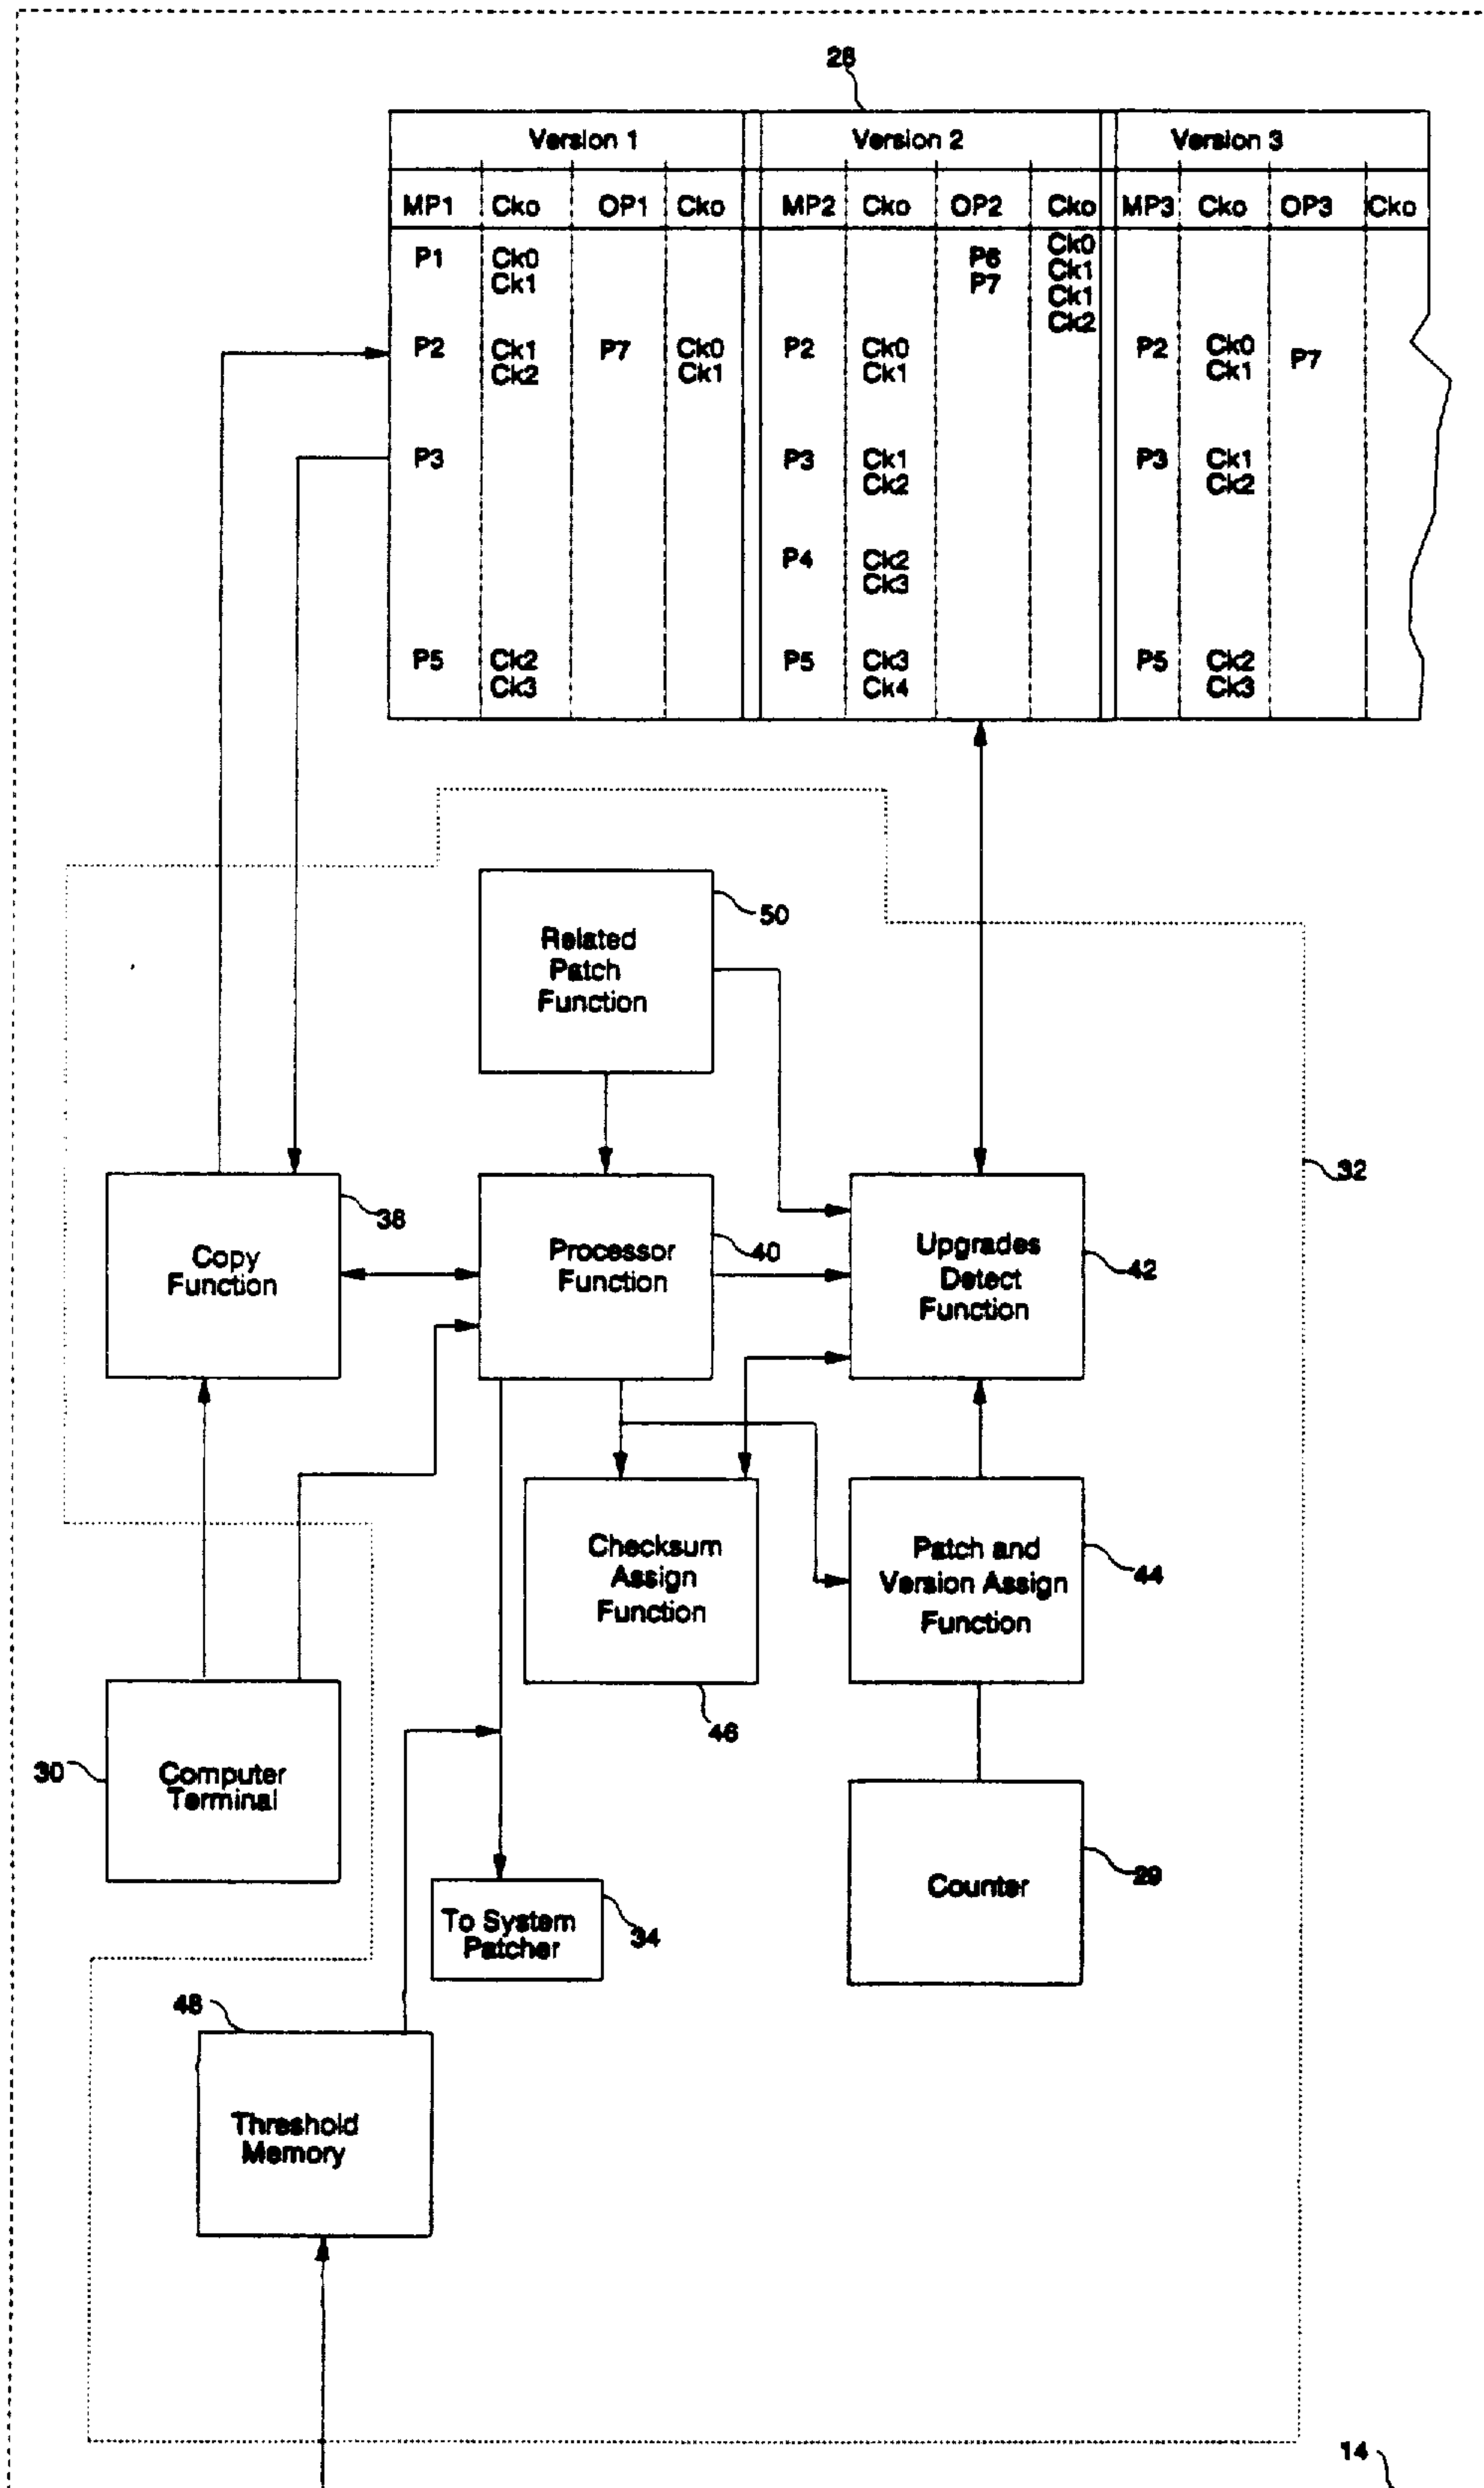 28
Version 1 Version 2 Version 3
MP1 Cko OP1 Cko MP2 Cko OP2 Cko MP3 Cko OP3 Cko
P1 Ck0 P6 Ck0
Ck1 P7 Ck1
Ck1
Ck2
P2 Ck1 P7 Ck0 P2 Ck0 P2 Ck0 P7
Ck2 Ck1 Ck1 Ck1
P3 P3 Ck1 P3 Ck1
Ck2 Ck2
P4 Ck2
Ck3
P5 Ck2 P5 Ck3 P5 Ck2
Ck3 Ck4 Ck3
50
Related
Patch
Function
32
38
Copy
Function
40
Processor
Function
42
Upgrades
Detect
Function
Checksum
Assign
Function
46
44
Patch and
Version Assign
Function
30
Computer
Terminal
To System
Patcher
34
Counter
29
48
Threshold
Memory
14